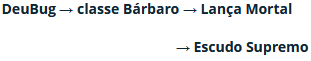 DeuBug → classe Bárbaro → Lança Mortal
→ Escudo Supremo